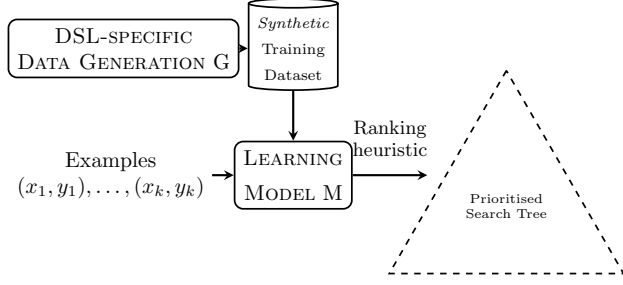 DSL-SPECIFIC
DATA GENERATION G
Synthetic
Training
Dataset
Examples
(x₁, y₁), . . . , (xₖ, yₖ)
LEARNING
MODEL M
Ranking
heuristic
Prioritised
Search Tree